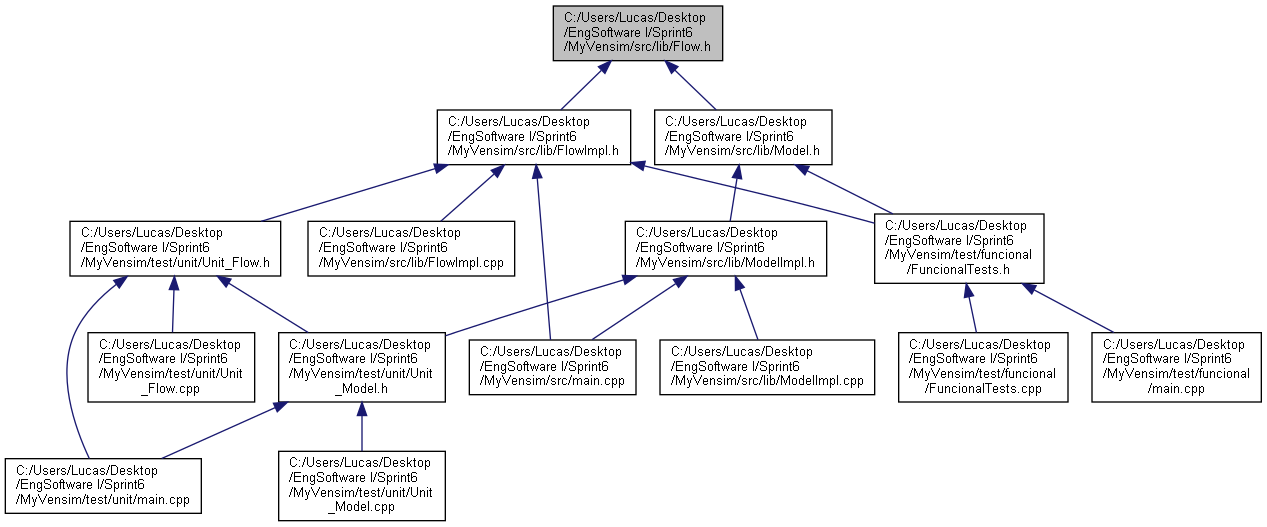 C:/Users/Lucas/Desktop
/EngSoftware I/Sprint6
/MyVensim/src/lib/Flow.h
C:/Users/Lucas/Desktop
/EngSoftware I/Sprint6
/MyVensim/src/lib/FlowImpl.h
C:/Users/Lucas/Desktop
/EngSoftware I/Sprint6
/MyVensim/src/lib/Model.h
C:/Users/Lucas/Desktop
/EngSoftware I/Sprint6
/MyVensim/test/unit/Unit_Flow.h
C:/Users/Lucas/Desktop
/EngSoftware I/Sprint6
/MyVensim/src/lib/FlowImpl.cpp
C:/Users/Lucas/Desktop
/EngSoftware I/Sprint6
/MyVensim/src/lib/ModelImpl.h
C:/Users/Lucas/Desktop
/EngSoftware I/Sprint6
/MyVensim/test/funcional
/FuncionalTests.h
C:/Users/Lucas/Desktop
/EngSoftware I/Sprint6
/MyVensim/test/unit/Unit
_Flow.cpp
C:/Users/Lucas/Desktop
/EngSoftware I/Sprint6
/MyVensim/test/unit/Unit
_Model.h
C:/Users/Lucas/Desktop
/EngSoftware I/Sprint6
/MyVensim/src/main.cpp
C:/Users/Lucas/Desktop
/EngSoftware I/Sprint6
/MyVensim/src/lib/ModelImpl.cpp
C:/Users/Lucas/Desktop
/EngSoftware I/Sprint6
/MyVensim/test/funcional
/FuncionalTests.cpp
C:/Users/Lucas/Desktop
/EngSoftware I/Sprint6
/MyVensim/test/funcional
/main.cpp
C:/Users/Lucas/Desktop
/EngSoftware I/Sprint6
/MyVensim/test/unit/main.cpp
C:/Users/Lucas/Desktop
/EngSoftware I/Sprint6
/MyVensim/test/unit/Unit
_Model.cpp